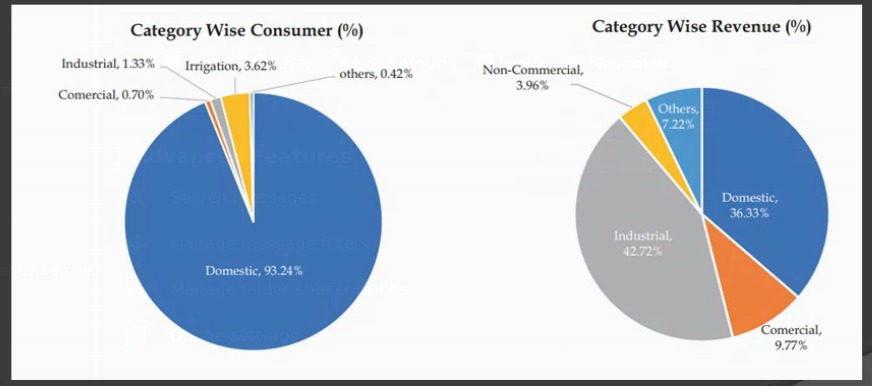 Category Wise Consumer (%)
Industrial, 1.33%
Irrigation, 3.62%
others, 0.42%
Comercial, 0.70%
Domestic, 93.24%
Category Wise Revenue (%)
Non-Commercial,
3.96%
Others,
7.22%
Domestic,
36.33%
Industrial,
42.72%
Comercial,
9.77%